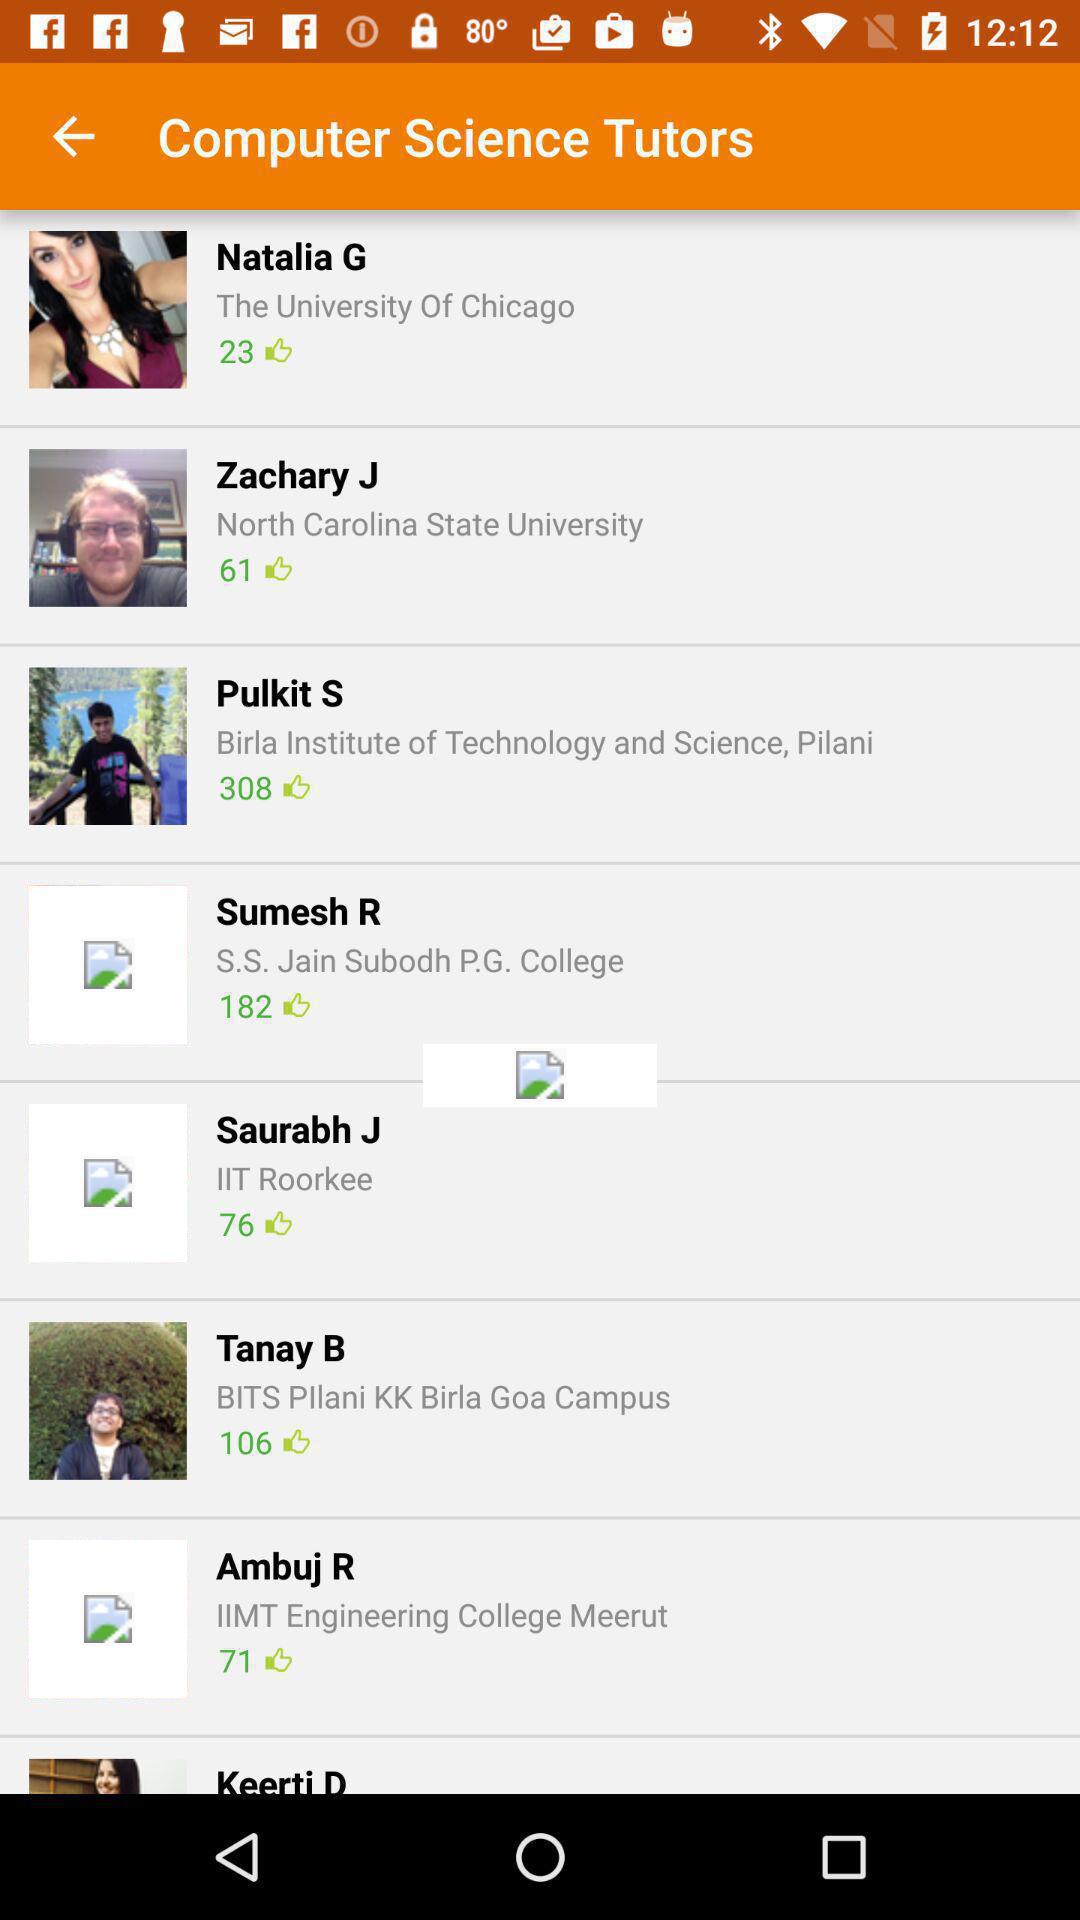 80° 12:12
Computer Science Tutors
Natalia G
The University Of Chicago
23
Zachary J
North Carolina State University
61
Pulkit S
Birla Institute of Technology and Science, Pilani
308
Sumesh R
S.S. Jain Subodh P.G. College
182
Saurabh J
IIT Roorkee
76
Tanay B
BITS PIlani KK Birla Goa Campus
106
Ambuj R
IIMT Engineering College Meerut
71
Keerti D